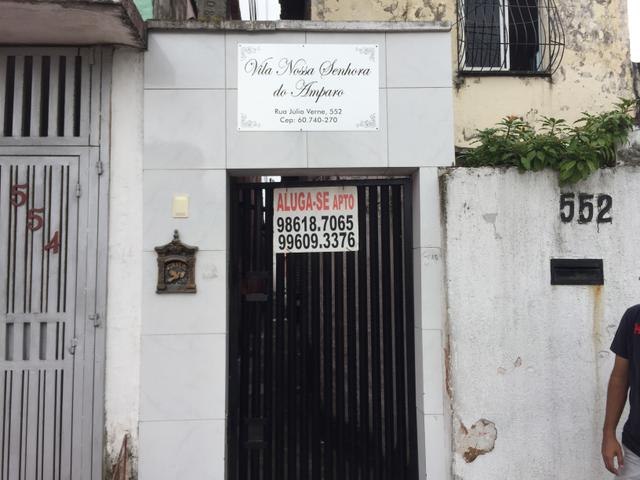 Vila Nossa Senhora
do Amparo
Rua Júlio Verne, 552
Cep: 60.740-270
ALUGA-SE APTO
98618.7065
99609.3376
554
552